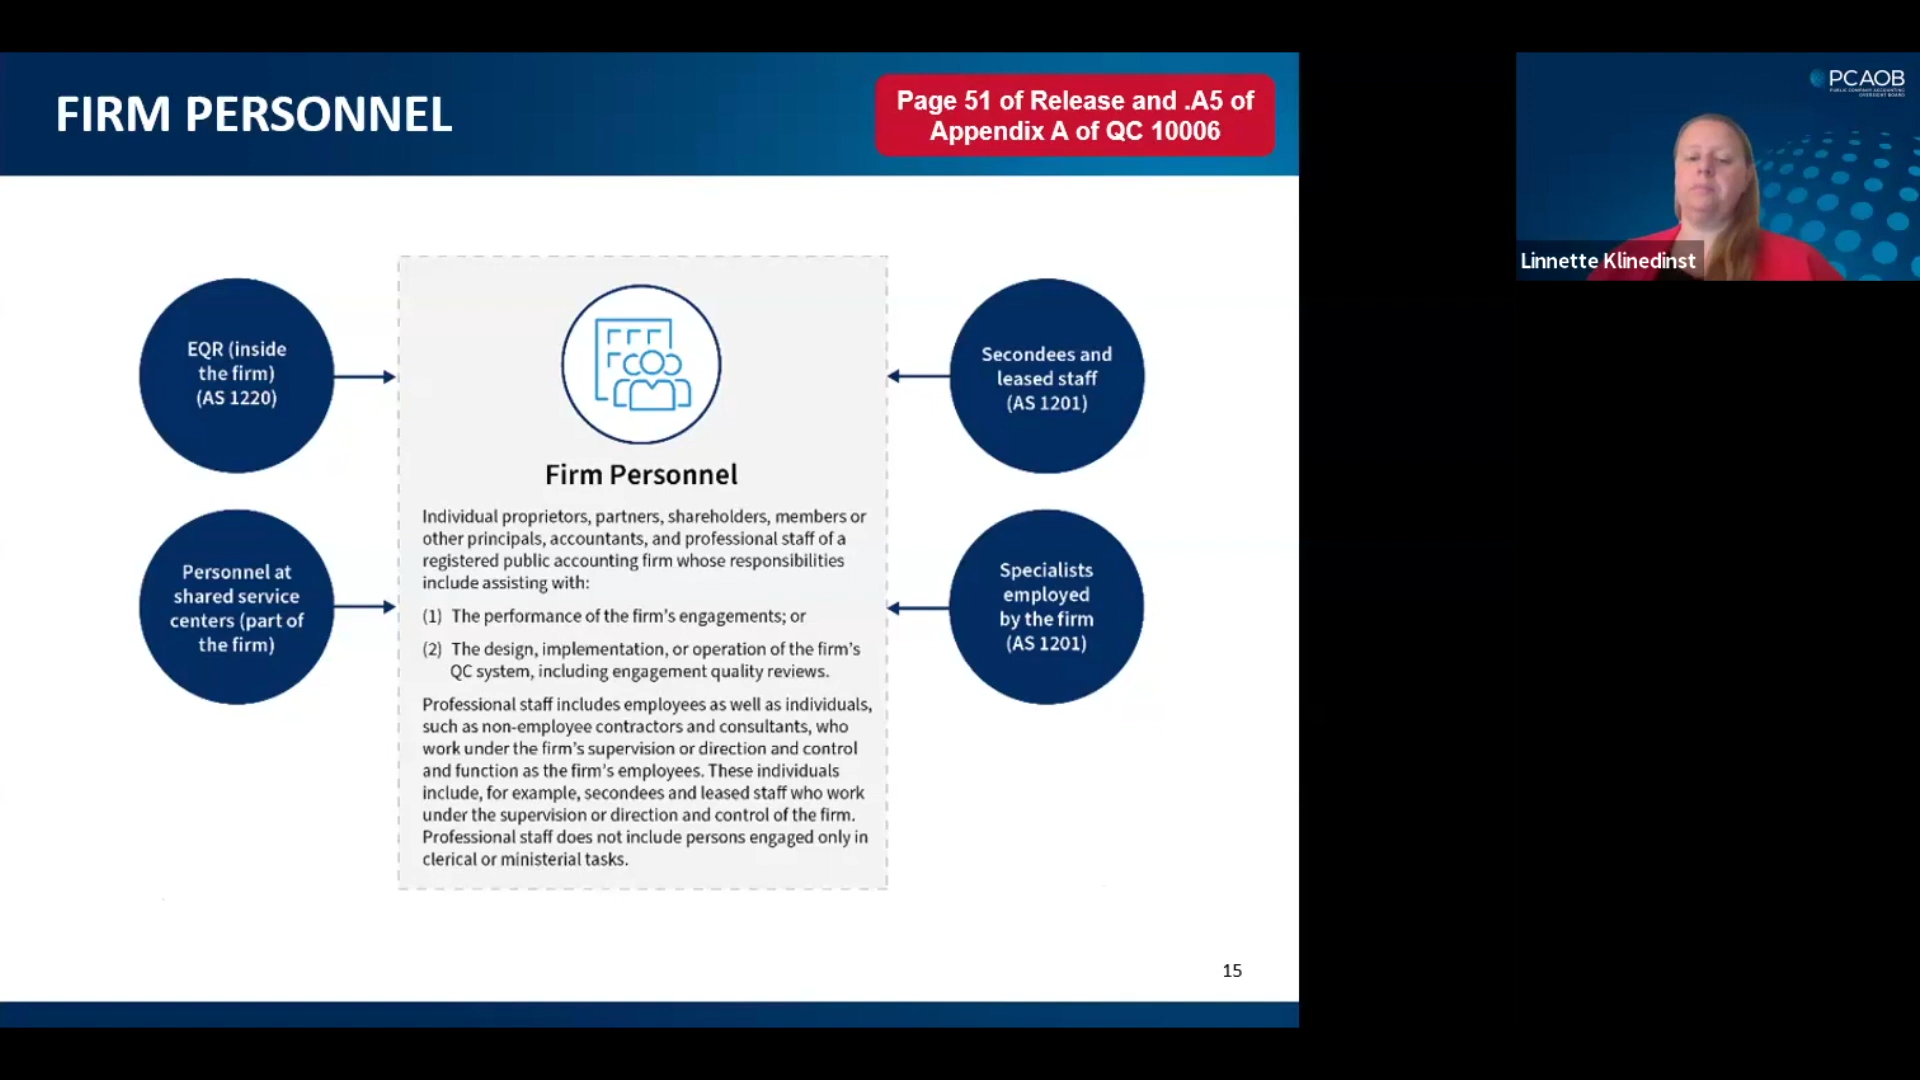 FIRM PERSONNEL
Page 51 of Release and .A5 of
Appendix A of QC 10006
PCAOB
PUBLIC COMPANY ACCOUNTING
OVERSIGHT BOARD
Linnette Klinedinst
EQR (inside
the firm)
(AS 1220)
Personnel at
shared service
centers (part of
the firm)
Firm Personnel
Individual proprietors, partners, shareholders, members or
other principals, accountants, and professional staff of a
registered public accounting firm whose responsibilities
include assisting with:
(1) The performance of the firm's engagements; or
(2) The design, implementation, or operation of the firm's
QC system, including engagement quality reviews.
Professional staff includes employees as well as individuals,
such as non-employee contractors and consultants, who
work under the firm's supervision or direction and control
and function as the firm's employees. These individuals
include, for example, secondees and leased staff who work
under the supervision or direction and control of the firm.
Professional staff does not include persons engaged only in
clerical or ministerial tasks.
Secondees and
leased staff
(AS 1201)
Specialists
employed
by the firm
(AS 1201)
15